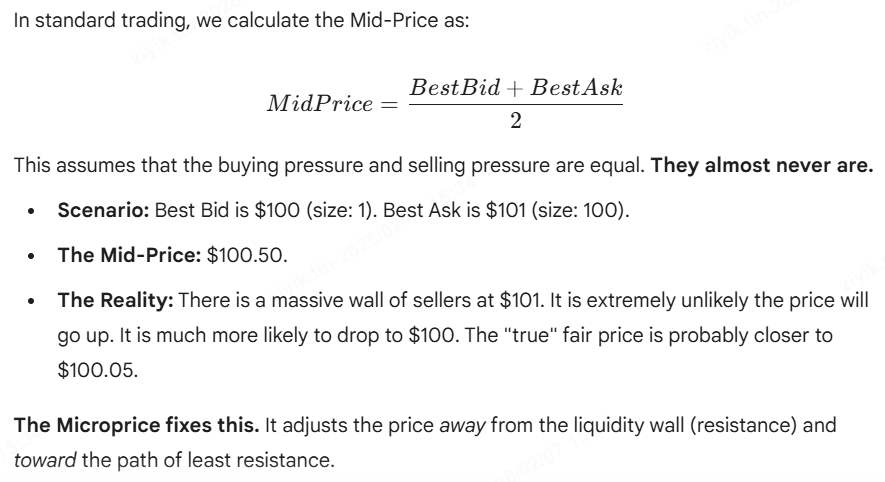 In standard trading, we calculate the Mid-Price as:
MidPrice = \frac{BestBid + BestAsk}{2}
This assumes that the buying pressure and selling pressure are equal. They almost never are.
• Scenario: Best Bid is $100 (size: 1). Best Ask is $101 (size: 100).
• The Mid-Price: $100.50.
• The Reality: There is a massive wall of sellers at $101. It is extremely unlikely the price will
go up. It is much more likely to drop to $100. The "true" fair price is probably closer to
$100.05.
The Microprice fixes this. It adjusts the price away from the liquidity wall (resistance) and
toward the path of least resistance.